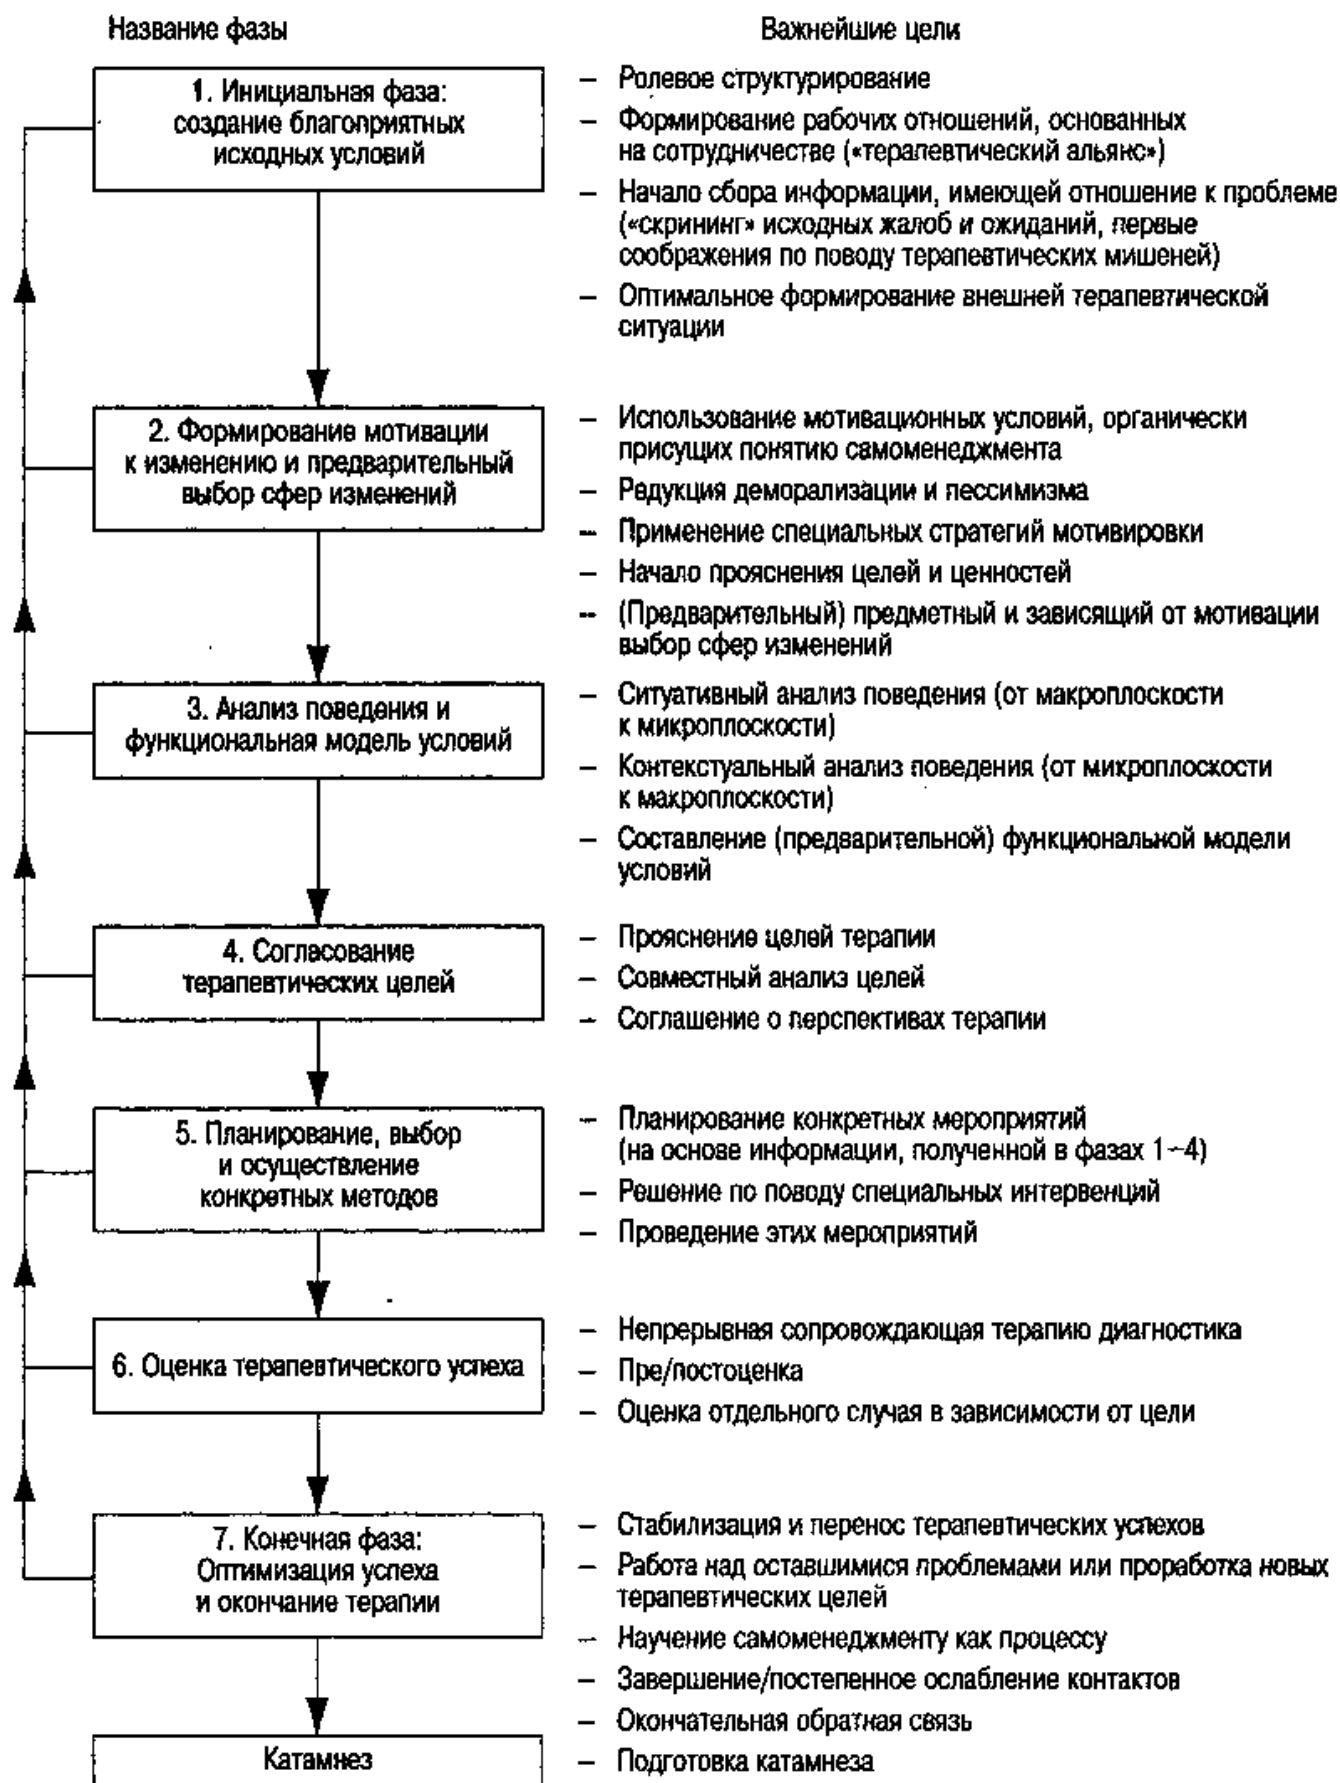 Название фазы
Важнейшие цели
1. Инициальная фаза:
создание благоприятных
исходных условий
– Ролевое структурирование
– Формирование рабочих отношений, основанных
на сотрудничестве («терапевтический альянс»)
– Начало сбора информации, имеющей отношение к проблеме
(«скрининг» исходных жалоб и ожиданий, первые
соображения по поводу терапевтических мишеней)
– Оптимальное формирование внешней терапевтической
ситуации
2. Формирование мотивации
к изменению и предварительный
выбор сфер изменений
– Использование мотивационных условий, органически
присущих понятию самоменеджмента
– Редукция деморализации и пессимизма
– Применение специальных стратегий мотивировки
– Начало прояснения целей и ценностей
– (Предварительный) предметный и зависящий от мотивации
выбор сфер изменений
3. Анализ поведения и
функциональная модель условий
– Ситуативный анализ поведения (от макроплоскости
к микроплоскости)
– Контекстуальный анализ поведения (от микроплоскости
к макроплоскости)
– Составление (предварительной) функциональной модели
условий
4. Согласование
терапевтических целей
– Прояснение целей терапии
– Совместный анализ целей
– Соглашение о перспективах терапии
5. Планирование, выбор
и осуществление
конкретных методов
– Планирование конкретных мероприятий
(на основе информации, полученной в фазах 1–4)
– Решение по поводу специальных интервенций
– Проведение этих мероприятий
6. Оценка терапевтического успеха
– Непрерывная сопровождающая терапию диагностика
– Пре/постоценка
– Оценка отдельного случая в зависимости от цели
7. Конечная фаза:
Оптимизация успеха
и окончание терапии
– Стабилизация и перенос терапевтических успехов
– Работа над оставшимися проблемами или проработка новых
терапевтических целей
– Научение самоменеджменту как процессу
– Завершение/постепенное ослабление контактов
– Окончательная обратная связь
Катамнез
– Подготовка катамнеза